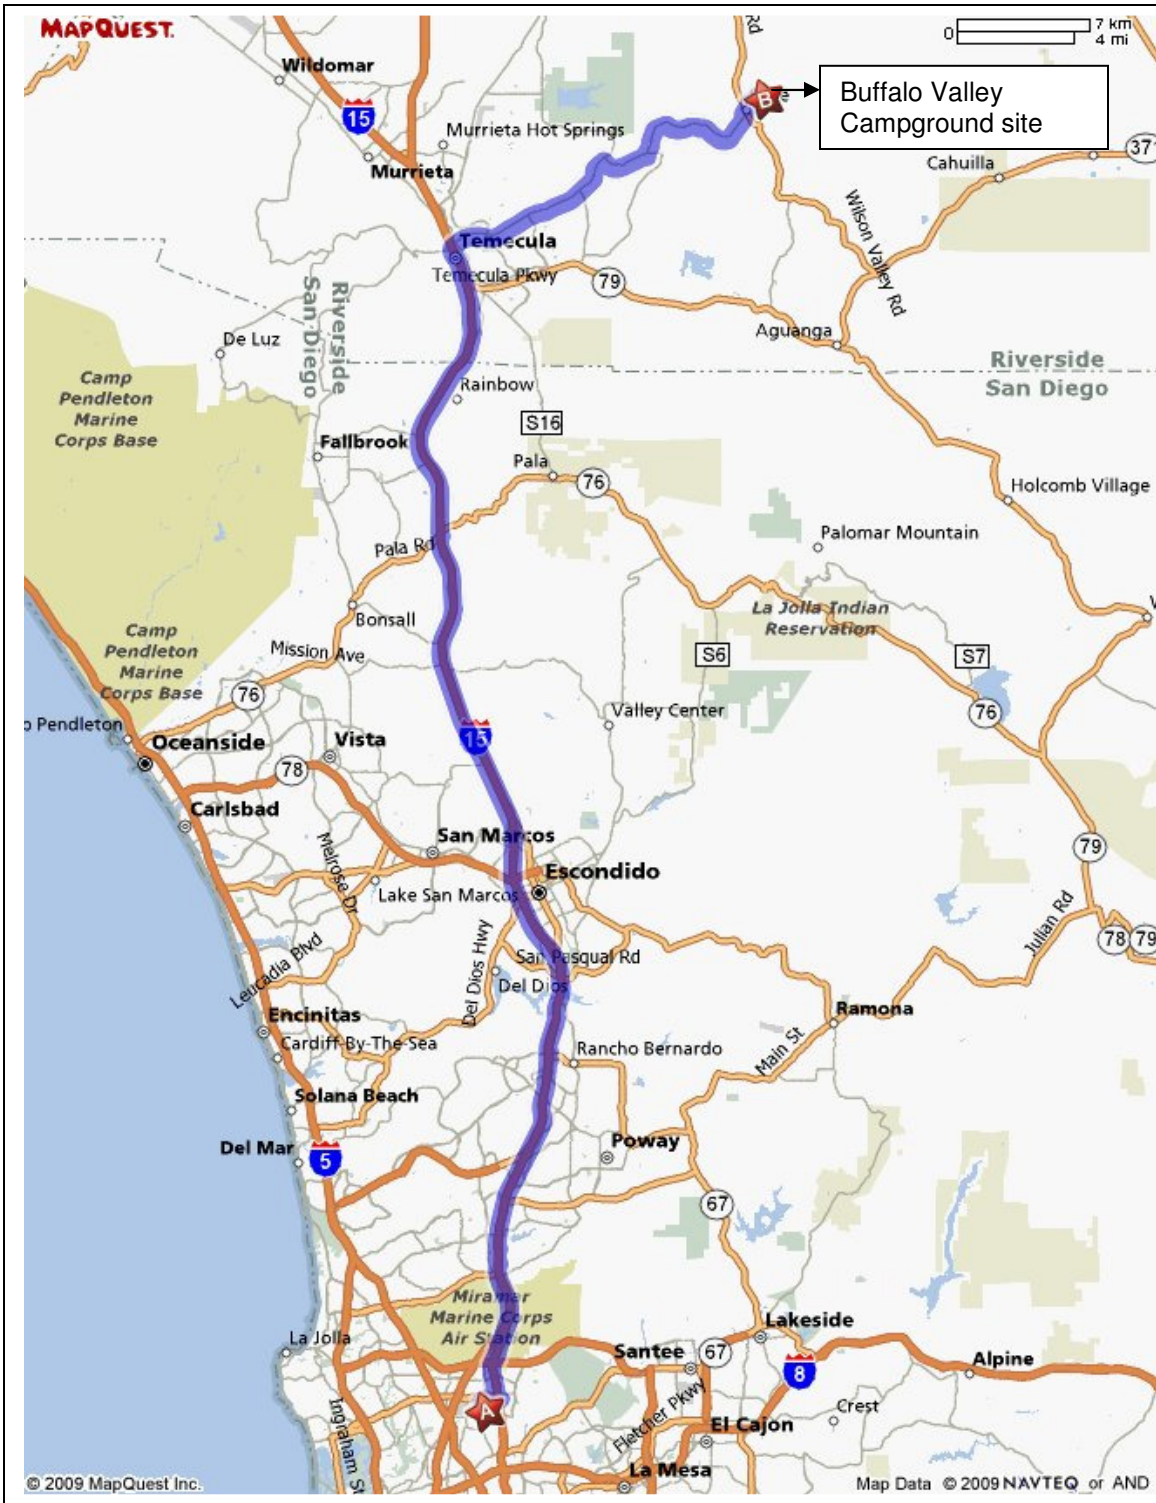 MAPQUEST.
Rd
7 km
0
4 mi
Wildomar
B
e
Buffalo Valley
Campground site
15
Murrieta Hot Springs
371
Cahuilla
Murrieta
Wilson Valley Rd
Temecula
Temecula Pkwy
79
Riverside
San Diego
De Luz
Aguanga
Riverside
San Diego
Camp
Pendleton
Marine
Corps Base
Rainbow
S16
Fallbrook
Pala
76
Holcomb Village
Palomar Mountain
Pala Rd
La Jolla Indian
Reservation
V
Bonsall
Camp
Pendleton
Marine
Corps Base
Mission Ave
S6
S7
76
76
Valley Center
p Pendleton
Oceanside
Vista
15
78
Carlsbad
San Marcos
Melrose Dr
79
Escondido
Lake San Marcos
Julian Rd
78
79
Leucadia Blvd
Del Dios Hwy
San Pasqual Rd
Del Dios
Encinitas
Ramona
Cardiff-By-The-Sea
Rancho Bernardo
Main St
Solana Beach
Del Mar
5
Poway
67
Miramar
Marine Corps
Air Station
Lakeside
La Jolla
Santee
67
8
Alpine
Ingraham St
A
Fletcher Pkwy
Crest
El Cajon
La Mesa
© 2009 MapQuest Inc.
Map Data © 2009 NAVTEQ or AND